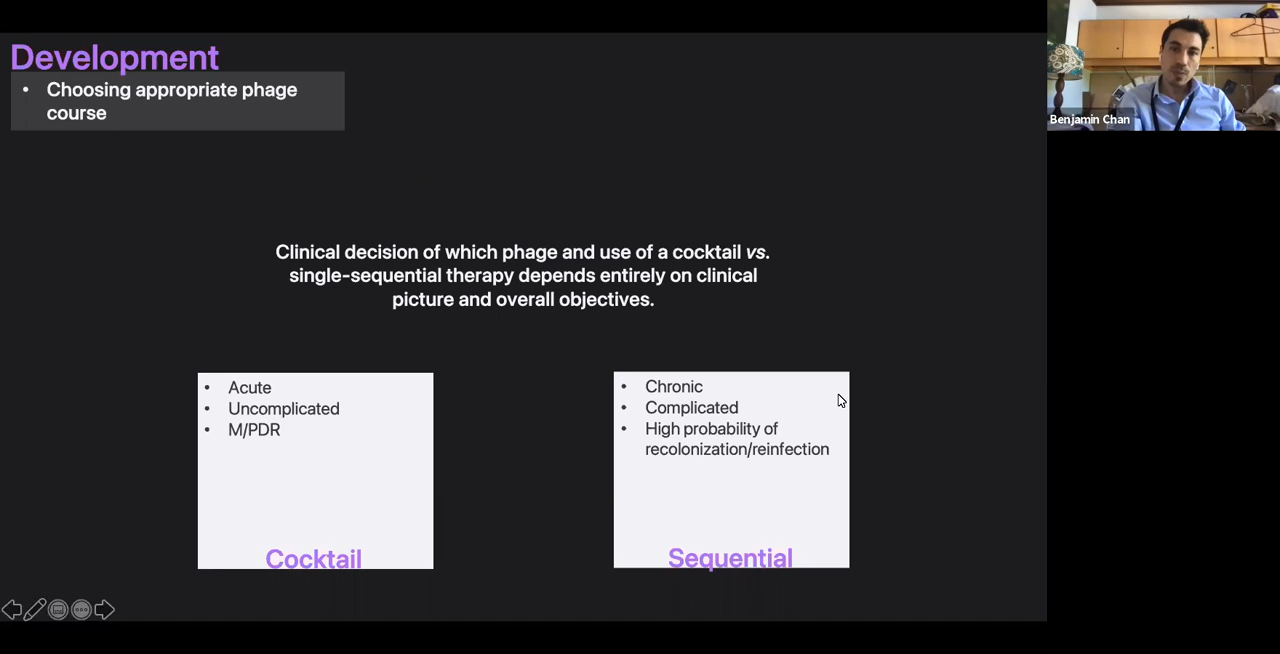 Development
• Choosing appropriate phage
course
Benjamin Chan
Clinical decision of which phage and use of a cocktail vs.
single-sequential therapy depends entirely on clinical
picture and overall objectives.
• Acute
• Uncomplicated
• M/PDR
Cocktail
• Chronic
• Complicated
• High probability of
recolonization/reinfection
Sequential